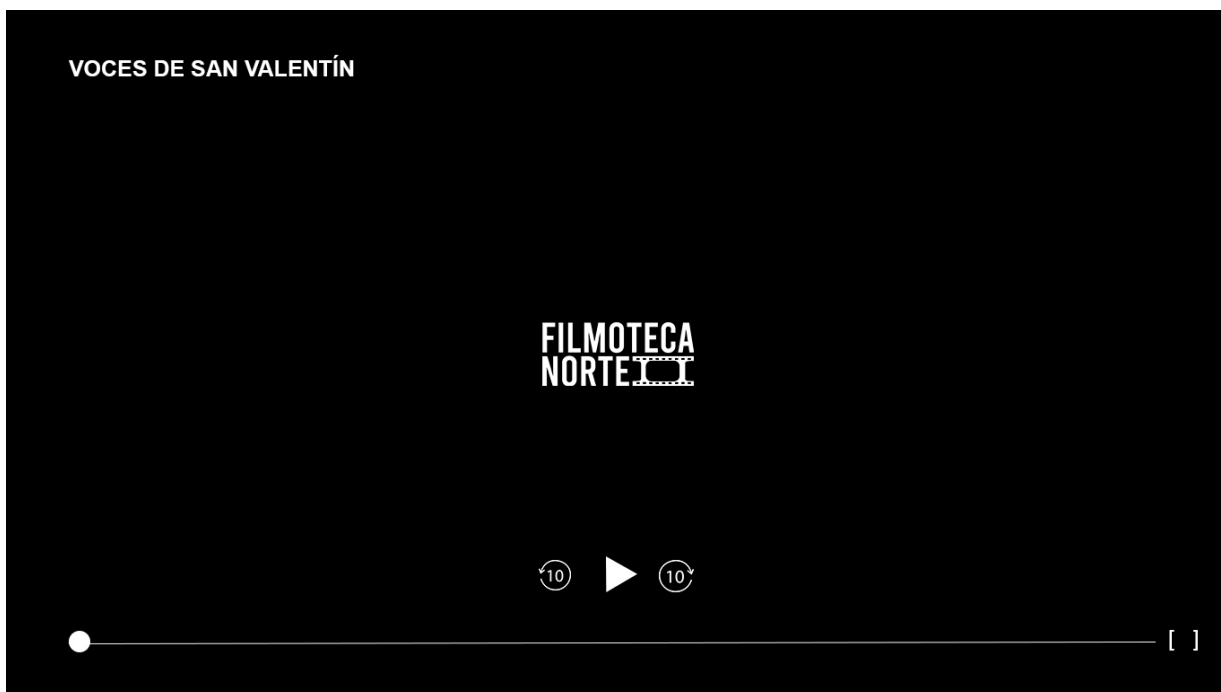 VOCES DE SAN VALENTÍN
FILMOTECA
NORTE
10 10
[ ]